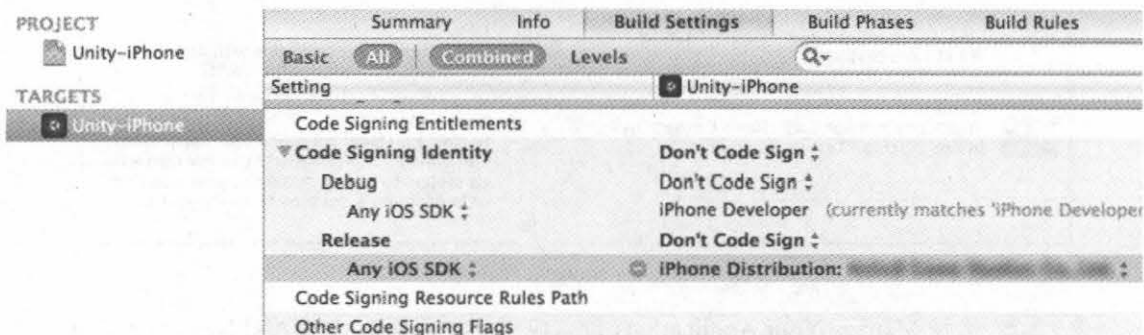 PROJECT
Unity-iPhone
TARGETS
Unity-iPhone
Summary Info Build Settings Build Phases Build Rules
Basic All Combined Levels
Setting Unity-iPhone
Code Signing Entitlements
Code Signing Identity Don't Code Sign
Debug Don't Code Sign
Any iOS SDK iPhone Developer (currently matches 'iPhone Developer
Release Don't Code Sign
Any iOS SDK iPhone Distribution:
Code Signing Resource Rules Path
Other Code Signing Flags